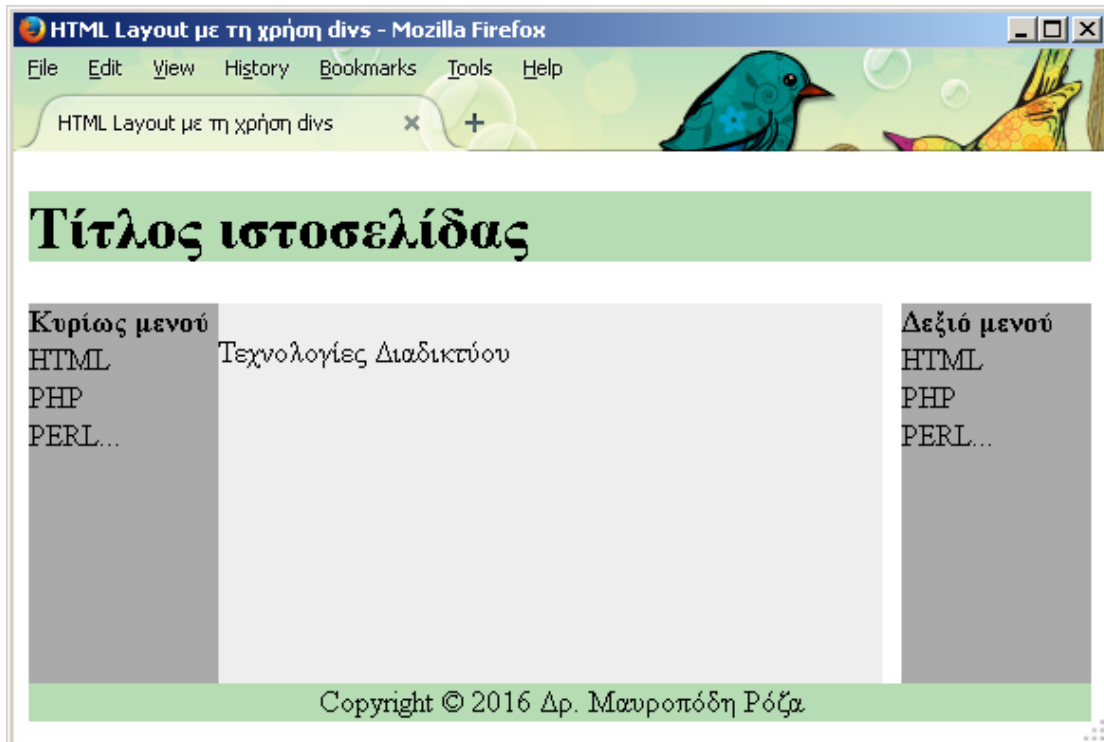 HTML Layout με τη χρήση divs - Mozilla Firefox
File Edit View History Bookmarks Tools Help
HTML Layout με τη χρήση divs
Τίτλος ιστοσελίδας
Κυρίως μενού
HTML
PHP
PERL...
Τεχνολογίες Διαδικτύου
Δεξιό μενού
HTML
PHP
PERL...
Copyright © 2016 Δρ. Μαυροπόδη Ρόζα